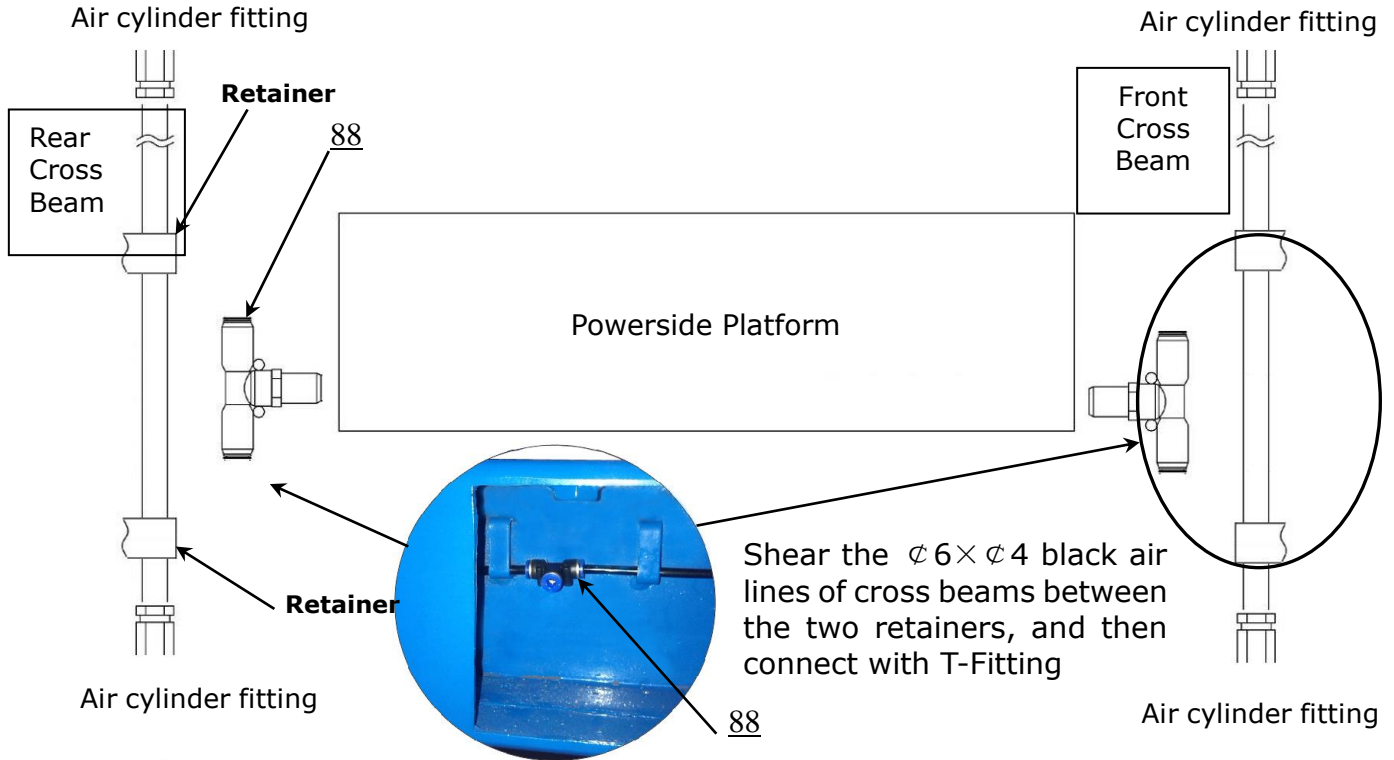 Air cylinder fitting
Air cylinder fitting
Retainer
88
Rear
Cross
Beam
Front
Cross
Beam
Powerside Platform
Shear the ₵6×₵4 black air
lines of cross beams between
the two retainers, and then
connect with T-Fitting
Retainer
Air cylinder fitting
88
Air cylinder fitting